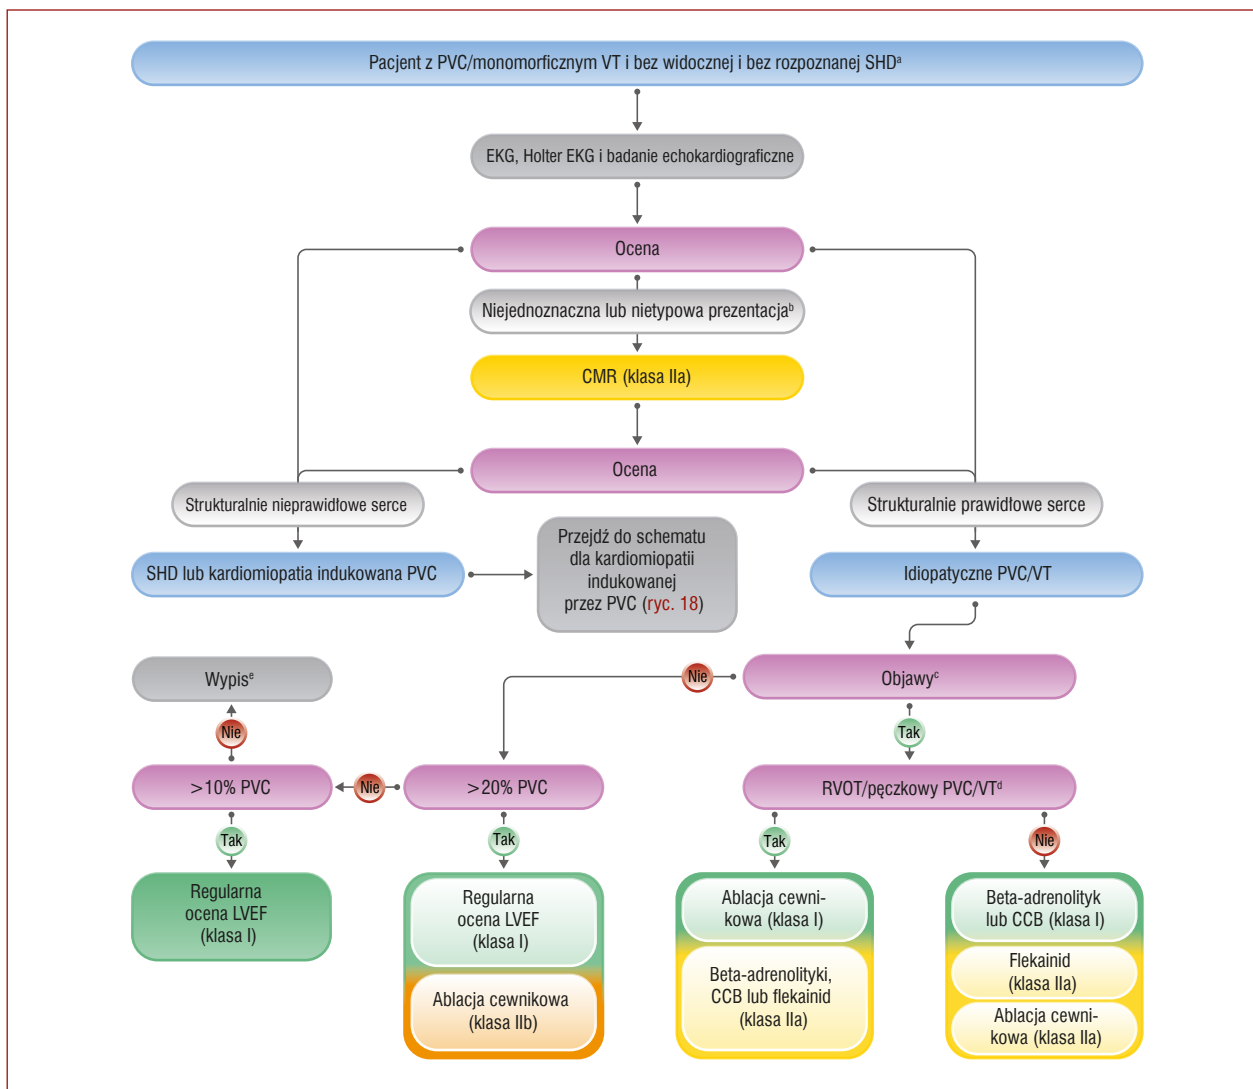 Pacjent z PVC/monomorficznym VT i bez widocznej i bez rozpoznanej SHDᵃ
EKG, Holter EKG i badanie echokardiograficzne
Ocena
Niejednoznaczna lub nietypowa prezentacjaᵇ
CMR (klasa IIa)
Ocena
Strukturalnie nieprawidłowe serce
Strukturalnie prawidłowe serce
SHD lub kardiomiopatia indukowana PVC
Przejdź do schematu
dla kardiomiopatii
indukowanej
przez PVC (ryc. 18)
Idiopatyczne PVC/VT
Objawyᶜ
Nie
Wypisᵉ
Nie
Tak
>10% PVC
Nie
>20% PVC
RVOT/pęczkowy PVC/VTᵈ
Tak
Tak
Tak
Nie
Regularna
ocena LVEF
(klasa I)
Regularna
ocena LVEF
(klasa I)
Ablacja cewnikowa
(klasa IIb)
Ablacja cewni-
kowa (klasa I)
Beta-adrenolityki,
CCB lub flekainid
(klasa IIa)
Beta-adrenolityk
lub CCB (klasa I)
Flekainid
(klasa IIa)
Ablacja cewni-
kowa (klasa IIa)